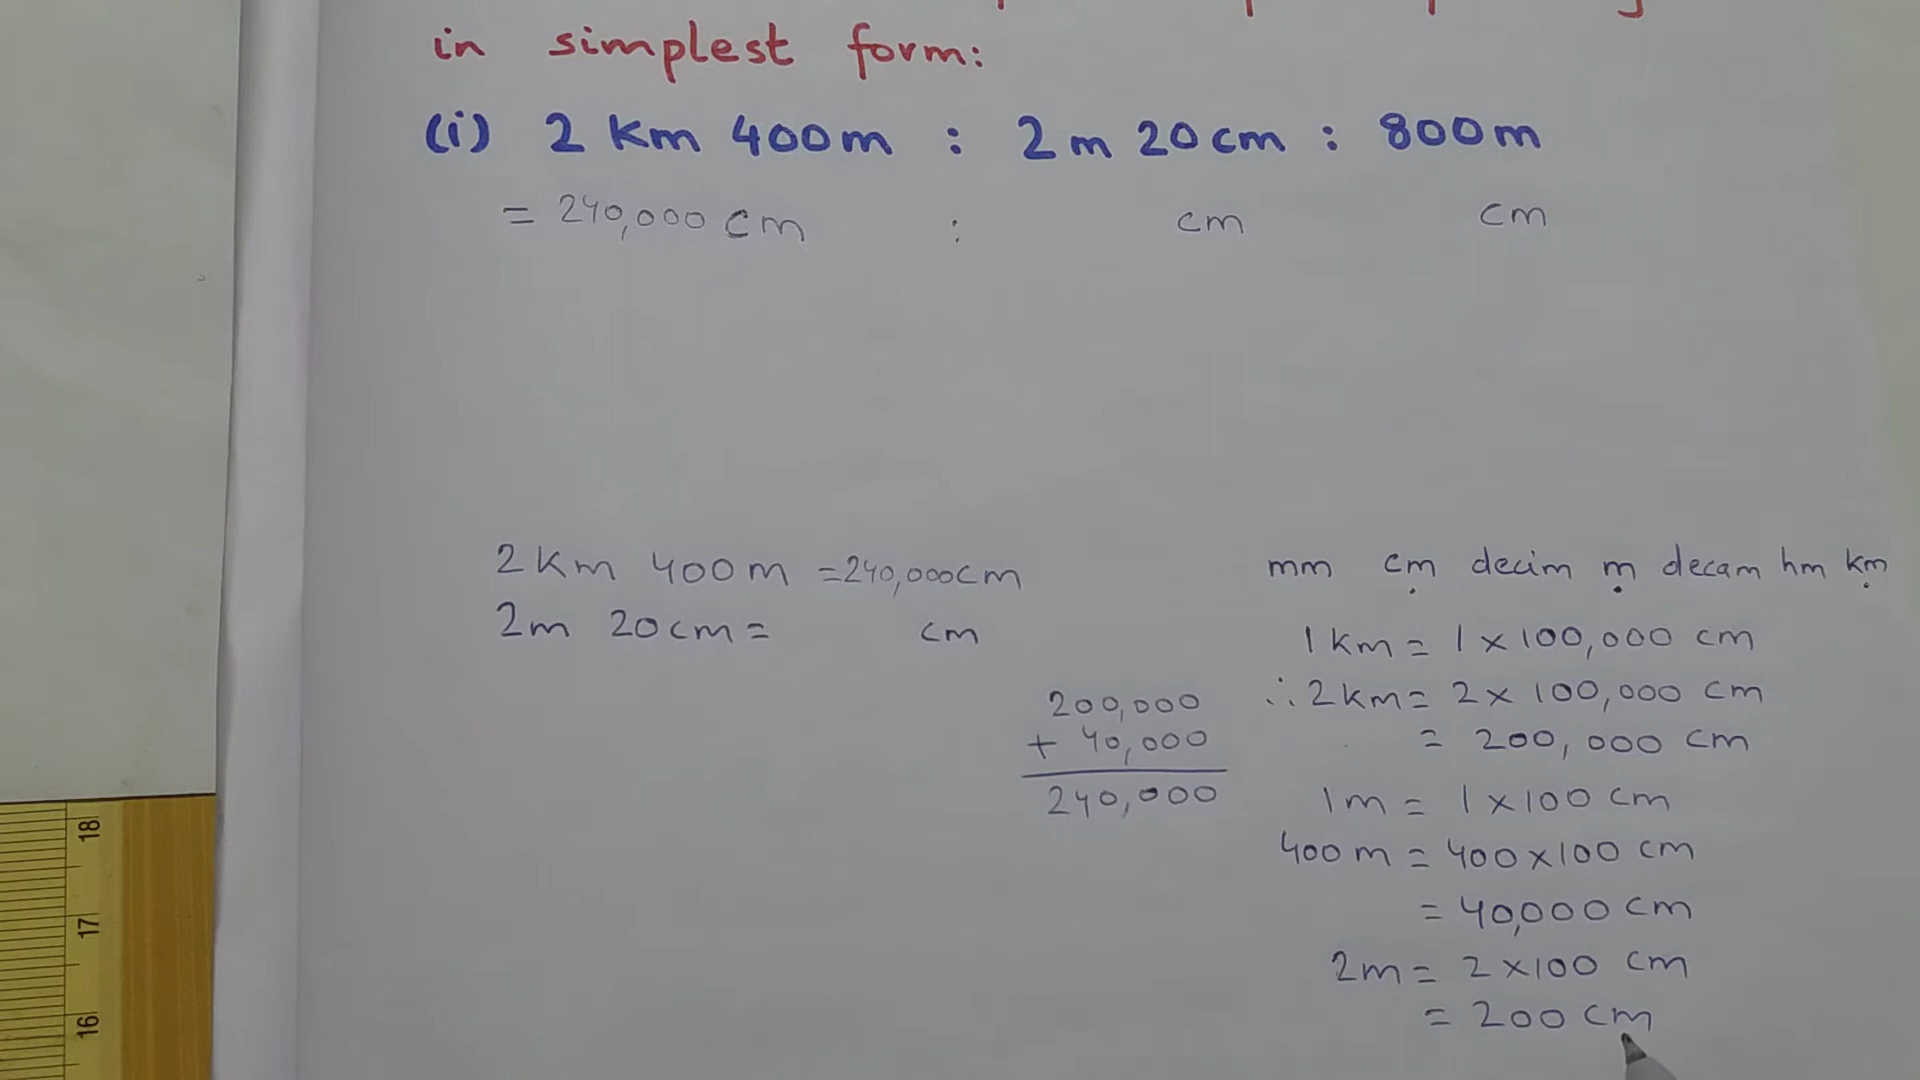 in simplest form:
(i) 2 Km 400m : 2m 20cm : 800m
= 240,000 cm : cm cm
2Km 400m =240,000cm
2m 20cm = cm
200,000
+ 40,000
240,000
mm cm decim m decam hm km
1 km = 1 x 100,000 cm
∴ 2 km = 2 x 100,000 cm
= 200,000 cm
1m = 1 x 100 cm
400 m = 400 x 100 cm
= 40,000 cm
2m = 2 x 100 cm
= 200 cm
18
17
16